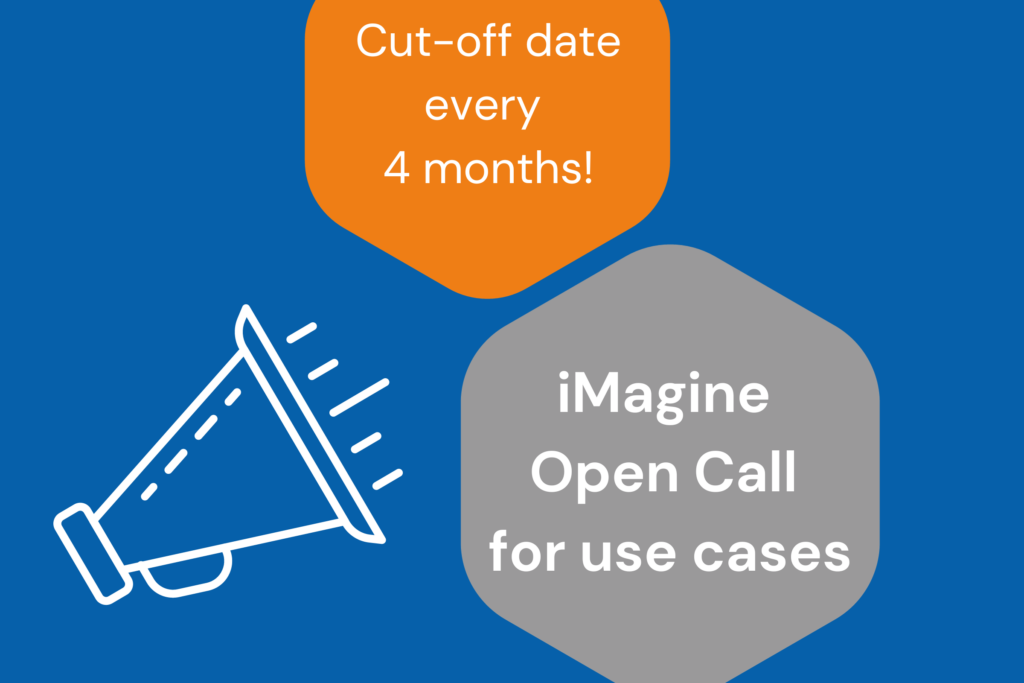 Cut-off date
every
4 months!
iMagine
Open Call
for use cases